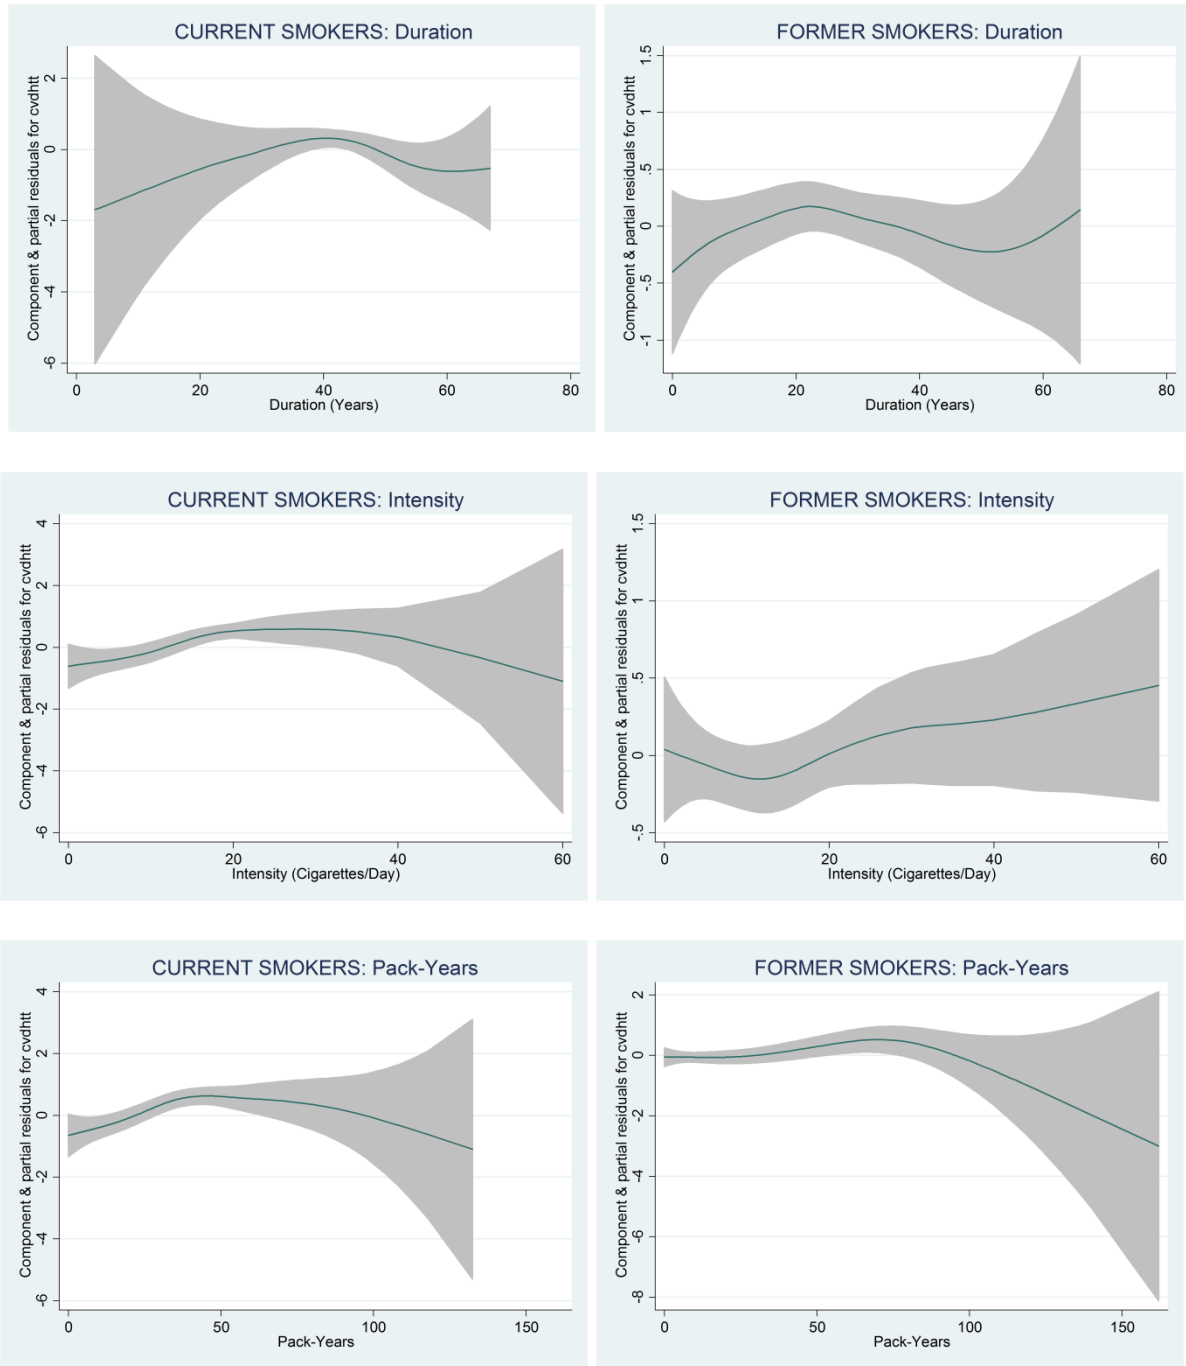 CURRENT SMOKERS: Duration
Component & partial residuals for cvdhtt
2
0
-2
-4
-6
0 20 40 60 80
Duration (Years)
FORMER SMOKERS: Duration
Component & partial residuals for cvdhtt
1.5
1
.5
0
-.5
-1
0 20 40 60 80
Duration (Years)
CURRENT SMOKERS: Intensity
Component & partial residuals for cvdhtt
4
2
0
-2
-4
-6
0 20 40 60
Intensity (Cigarettes/Day)
FORMER SMOKERS: Intensity
Component & partial residuals for cvdhtt
1.5
1
.5
0
-.5
0 20 40 60
Intensity (Cigarettes/Day)
CURRENT SMOKERS: Pack-Years
Component & partial residuals for cvdhtt
4
2
0
-2
-4
-6
0 50 100 150
Pack-Years
FORMER SMOKERS: Pack-Years
Component & partial residuals for cvdhtt
2
0
-2
-4
-6
-8
0 50 100 150
Pack-Years